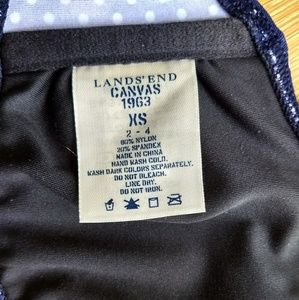 LANDS' END
CANVAS
1963
XS
2 - 4
80% NYLON
20% SPANDEX
MADE IN CHINA
HAND WASH COLD.
WASH DARK COLORS SEPARATELY.
DO NOT BLEACH.
LINE DRY.
DO NOT IRON.